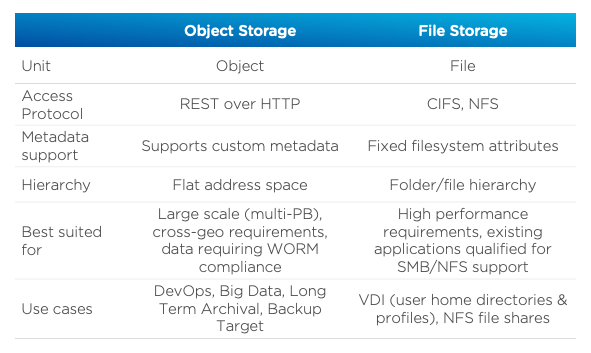 Object Storage File Storage
Unit Object File
Access
Protocol REST over HTTP CIFS, NFS
Metadata
support Supports custom metadata Fixed filesystem attributes
Hierarchy Flat address space Folder/file hierarchy
Best suited
for
Large scale (multi-PB),
cross-geo requirements,
data requiring WORM
compliance
High performance
requirements, existing
applications qualified for
SMB/NFS support
Use cases
DevOps, Big Data, Long
Term Archival, Backup
Target
VDI (user home directories &
profiles), NFS file shares